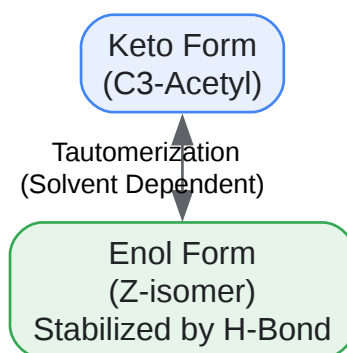 Keto Form
(C3-Acetyl)
Tautomerization
(Solvent Dependent)
Enol Form
(Z-isomer)
Stabilized by H-Bond